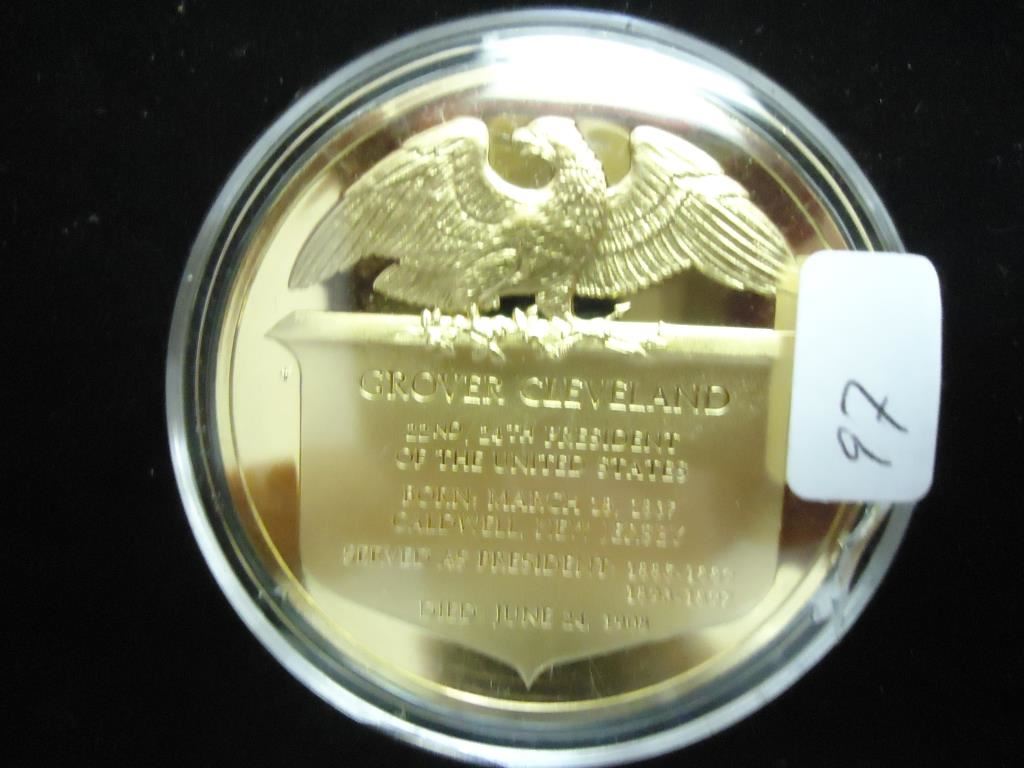 GROVER CLEVELAND
22ND, 24TH PRESIDENT
OF THE UNITED STATES
BORN: MARCH 18, 1837
CALDWELL, NEW JERSEY
SERVED AS PRESIDENT: 1885-1889
1893-1897
DIED JUNE 24, 1908
97